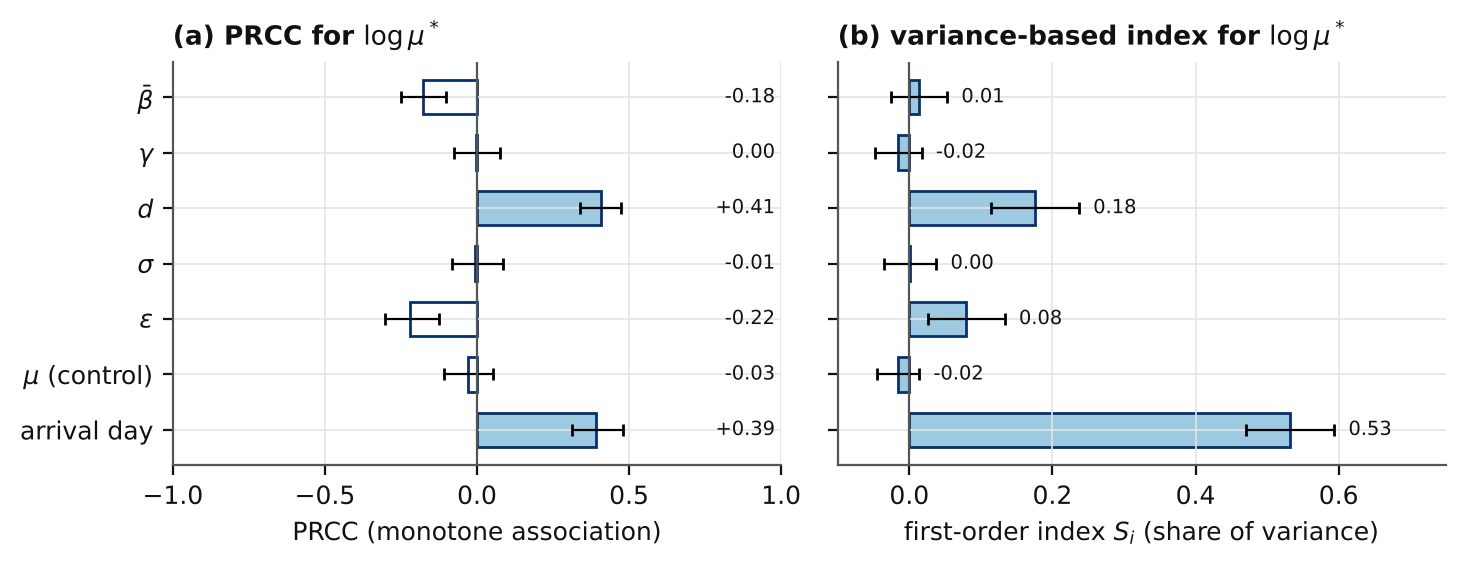 (a) PRCC for log μ*
β̄
γ
d
σ
ε
μ (control)
arrival day
-0.18
0.00
+0.41
-0.01
-0.22
-0.03
+0.39
−1.0 −0.5 0.0 0.5 1.0
PRCC (monotone association)
(b) variance-based index for log μ*
0.01
-0.02
0.18
0.00
0.08
-0.02
0.53
0.0 0.2 0.4 0.6
first-order index Sᵢ (share of variance)